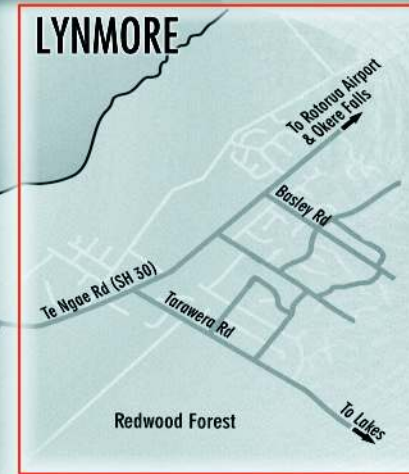 LYNMORE
To Rotorua Airport
& Okere Falls
Basley Rd
Te Ngae Rd (SH 30)
Tarawera Rd
Redwood Forest
To Lakes